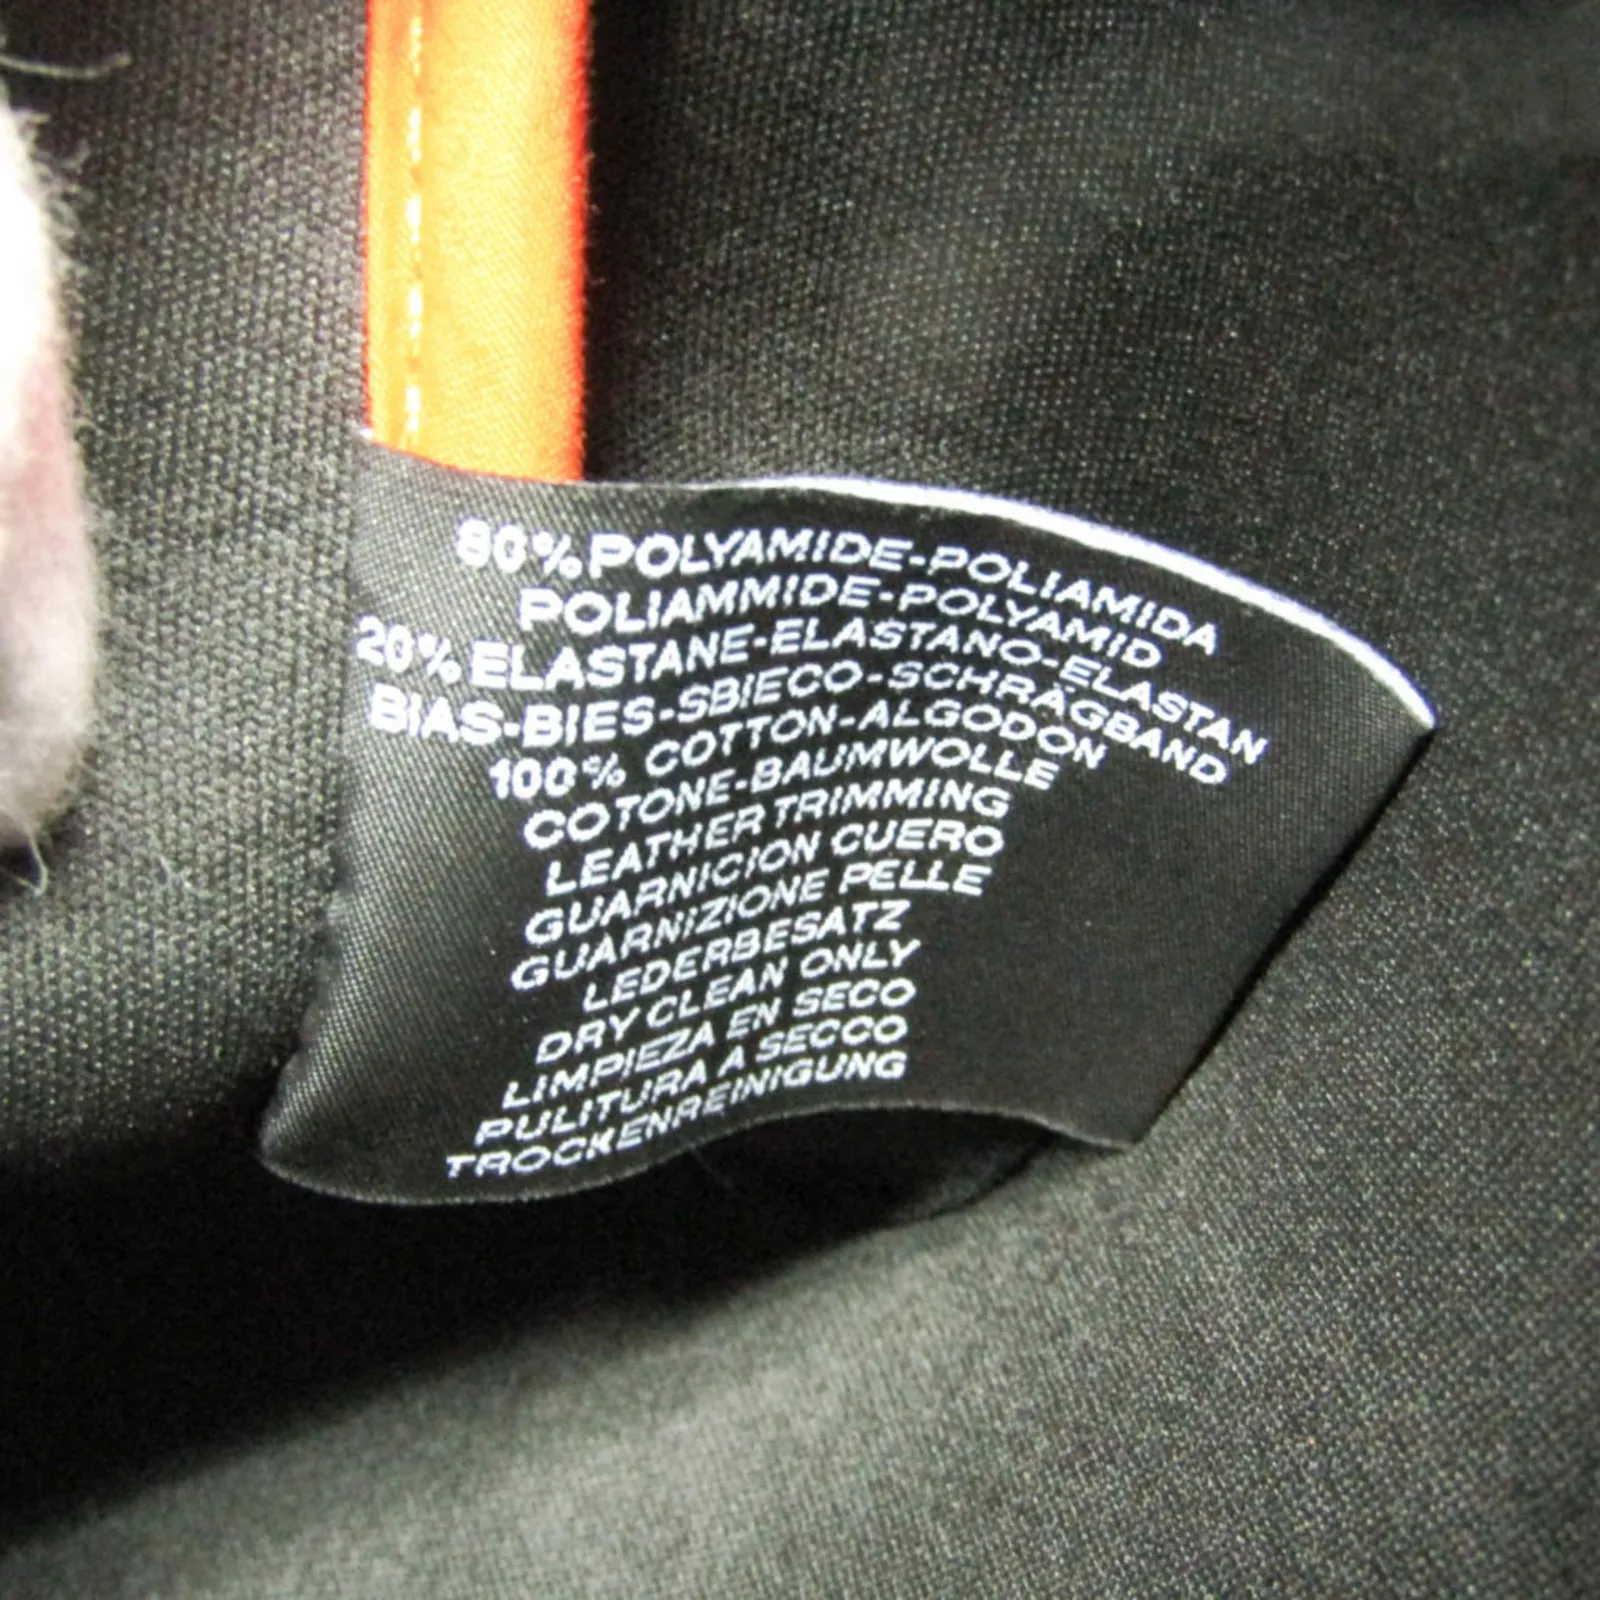 80% POLYAMIDE-POLIAMIDA
POLIAMMIDE-POLYAMID
20% ELASTANE-ELASTANO-ELASTAN
BIAS-BIES-SBIECO-SCHRÄGBAND
100% COTTON-ALGODON
COTONE-BAUMWOLLE
LEATHER TRIMMING
GUARNICION CUERO
GUARNIZIONE PELLE
LEDERBESATZ
DRY CLEAN ONLY
LIMPIEZA EN SECO
PULITURA A SECCO
TROCKENREINIGUNG